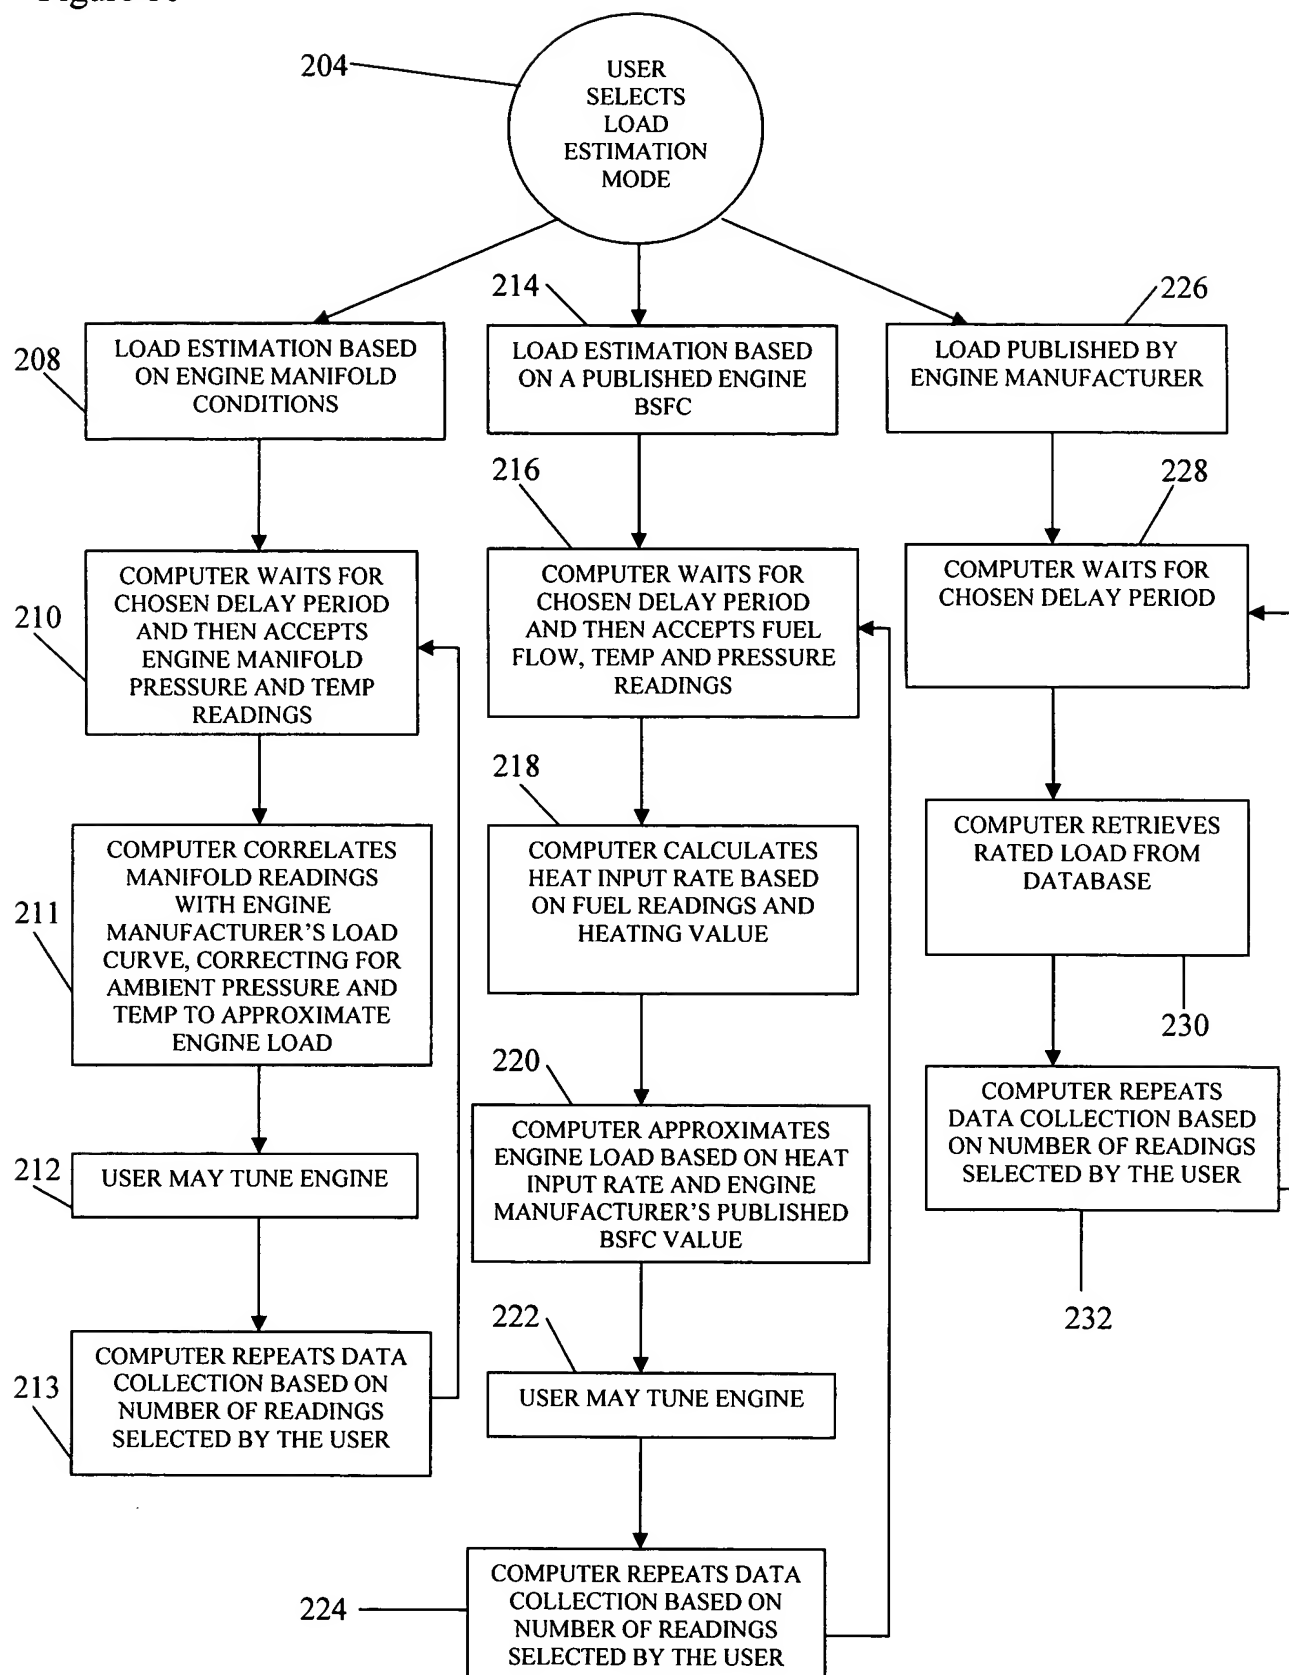 204
USER
SELECTS
LOAD
ESTIMATION
MODE
208
LOAD ESTIMATION BASED
ON ENGINE MANIFOLD
CONDITIONS
210
COMPUTER WAITS FOR
CHOSEN DELAY PERIOD
AND THEN ACCEPTS
ENGINE MANIFOLD
PRESSURE AND TEMP
READINGS
211
COMPUTER CORRELATES
MANIFOLD READINGS
WITH ENGINE
MANUFACTURER'S LOAD
CURVE, CORRECTING FOR
AMBIENT PRESSURE AND
TEMP TO APPROXIMATE
ENGINE LOAD
212
USER MAY TUNE ENGINE
213
COMPUTER REPEATS DATA
COLLECTION BASED ON
NUMBER OF READINGS
SELECTED BY THE USER
214
LOAD ESTIMATION BASED
ON A PUBLISHED ENGINE
BSFC
216
COMPUTER WAITS FOR
CHOSEN DELAY PERIOD
AND THEN ACCEPTS FUEL
FLOW, TEMP AND PRESSURE
READINGS
218
COMPUTER CALCULATES
HEAT INPUT RATE BASED
ON FUEL READINGS AND
HEATING VALUE
220
COMPUTER APPROXIMATES
ENGINE LOAD BASED ON HEAT
INPUT RATE AND ENGINE
MANUFACTURER'S PUBLISHED
BSFC VALUE
222
USER MAY TUNE ENGINE
224
COMPUTER REPEATS DATA
COLLECTION BASED ON
NUMBER OF READINGS
SELECTED BY THE USER
226
LOAD PUBLISHED BY
ENGINE MANUFACTURER
228
COMPUTER WAITS FOR
CHOSEN DELAY PERIOD
COMPUTER RETRIEVES
RATED LOAD FROM
DATABASE
230
COMPUTER REPEATS
DATA COLLECTION BASED
ON NUMBER OF READINGS
SELECTED BY THE USER
232